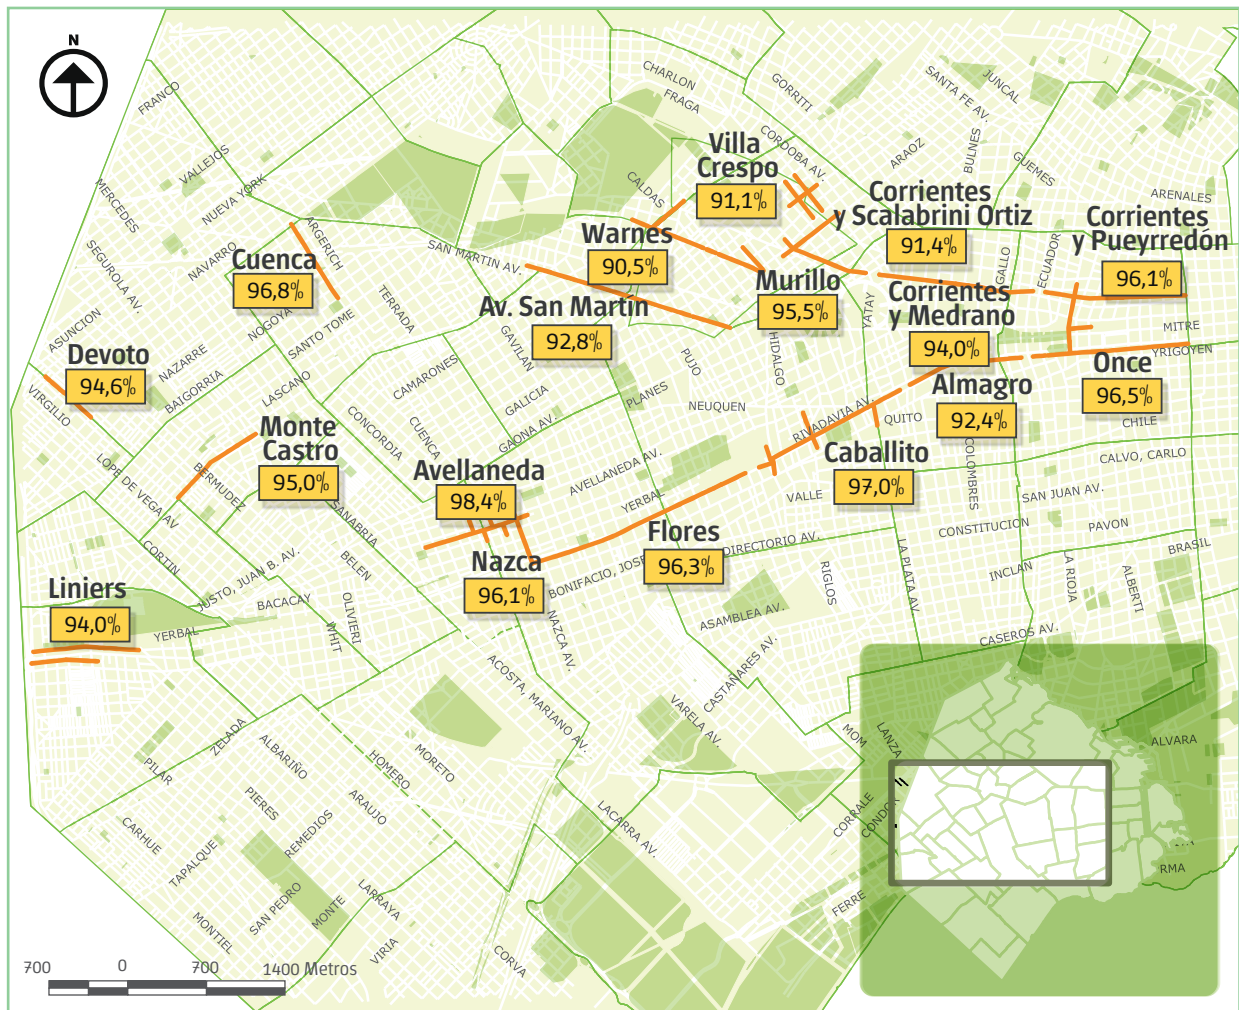 N
FRANCO
VALLEJOS
NUEVA YORK
MERCEDES
SEGUROLA AV.
NAVARRO
ARGERICH
CHARLON
FRAGA
GORRITI
CORDOBA AV.
SANTA FE AV.
JUNCAL
ARAOZ
BULNES
GUEMES
ARENALES
CALDAS
Villa
Crespo
91,1%
Corrientes
y Scalabrini Ortiz
91,4%
Corrientes
y Pueyrredón
96,1%
Warnes
90,5%
Cuenca
96,8%
SAN MARTIN AV.
GALLO
ECUADOR
Murillo
95,5%
Corrientes
y Medrano
94,0%
Av. San Martín
92,8%
ASUNCION
NOGOYA
SANTO TOME
TERRADA
GAVILAN
YATAY
HIDALGO
MITRE
YRIGOYEN
Devoto
94,6%
NAZARRE
BAIGORRIA
LASCANO
CAMARONES
PUJO
PLANES
NEUQUEN
Almagro
92,4%
Once
96,5%
VIRGILIO
GALICIA
GAONA AV.
CONCORDIA
CUENCA
RIVADAVIA AV.
QUITO
CHILE
Monte
Castro
95,0%
LOPE DE VEGA AV
BERMUDEZ
Avellaneda
98,4%
AVELLANEDA AV.
YERBAL
Caballito
97,0%
COLOMBRES
CALVO, CARLO
VALLE
SAN JUAN AV.
SANABRIA
CONSTITUCION
PAVON
CORTIN
Flores
96,3%
DIRECTORIO AV.
BRASIL
Nazca
96,1%
BONIFACIO, JOSE
JUSTO, JUAN B. AV.
BELEN
LA PLATA AV.
RIGLOS
INCLAN
LA RIOJA
ALBERTI
Liniers
94,0%
BACACAY
OLIVIERI
WHIT
YERBAL
NAZCA AV.
ASAMBLEA AV.
CASEROS AV.
ACOSTA, MARIANO AV.
CASTAÑARES AV.
VARELA AV.
MOM
LANZA
ALVARA
ZELADA
ALBARIÑO
PILAR
HOMERO
MORETO
PIERES
ARAUJO
REMEDIOS
CARHUE
TAPALQUE
LACARRA AV.
CORRALE
CONDOR
RMA
SAN PEDRO
MONTE
LARRAYA
FERRE
MONTIEL
VIRIA
CORVA
700 0 700 1400 Metros